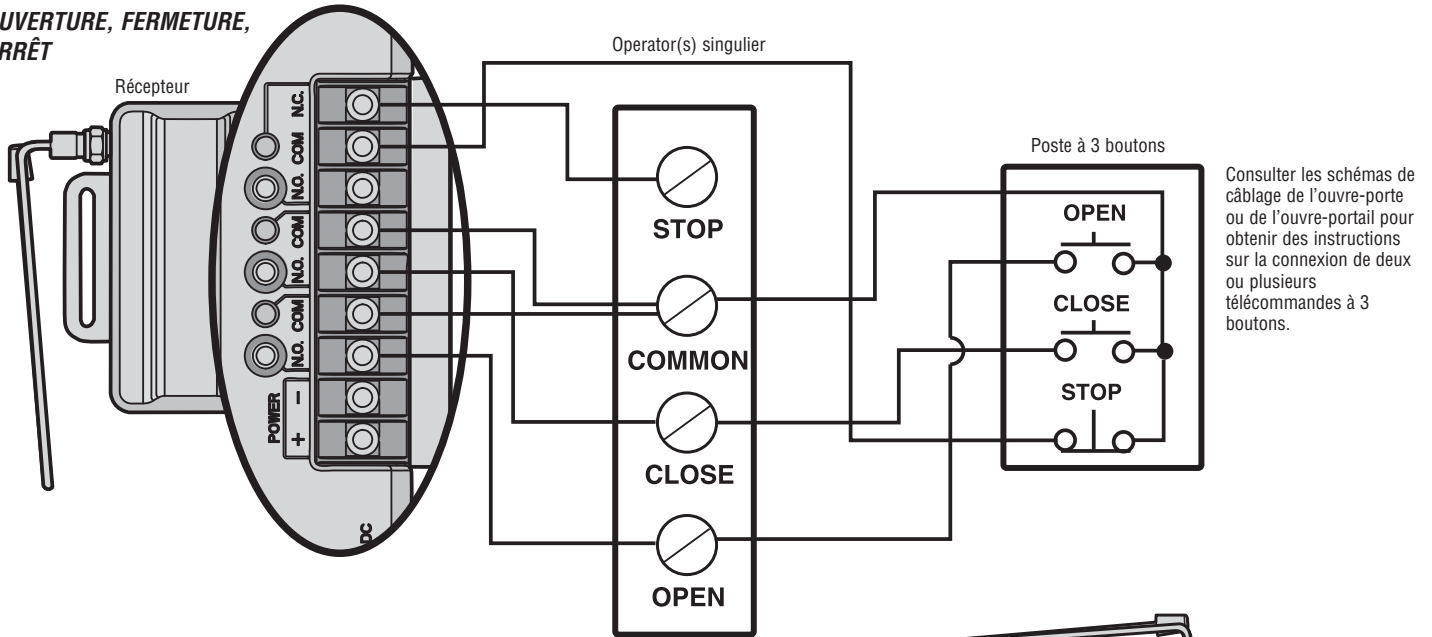 UVERTURE, FERMETURE,
RRÊT
Operator(s) singulier
Récepteur
N.C.
COM
N.O.
COM
N.O.
COM
N.O.
POWER
-
+
DC
STOP
COMMON
CLOSE
OPEN
Poste à 3 boutons
OPEN
CLOSE
STOP
Consulter les schémas de
câblage de l’ouvre-porte
ou de l’ouvre-portail pour
obtenir des instructions
sur la connexion de deux
ou plusieurs
télécommandes à 3
boutons.